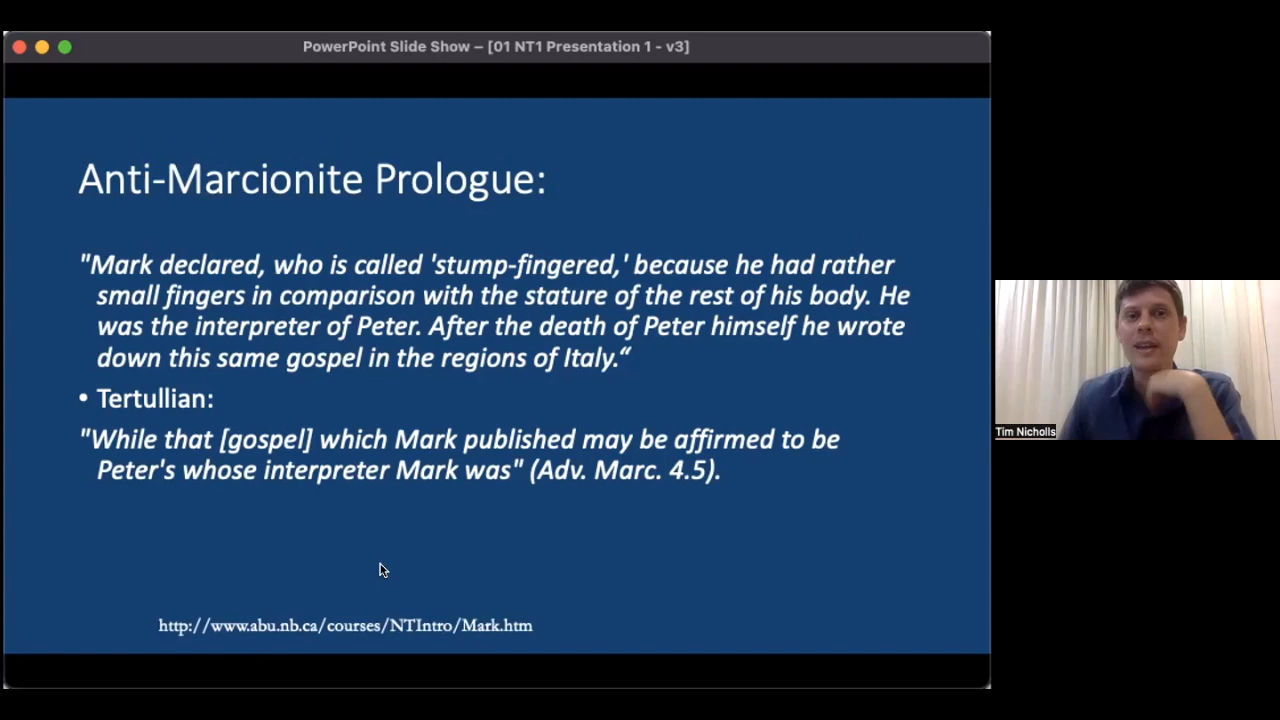 PowerPoint Slide Show – [01 NT1 Presentation 1 - v3]
Anti-Marcionite Prologue:
"Mark declared, who is called 'stump-fingered,' because he had rather
small fingers in comparison with the stature of the rest of his body. He
was the interpreter of Peter. After the death of Peter himself he wrote
down this same gospel in the regions of Italy.“
• Tertullian:
"While that [gospel] which Mark published may be affirmed to be
Peter's whose interpreter Mark was" (Adv. Marc. 4.5).
http://www.abu.nb.ca/courses/NTIntro/Mark.htm
Tim Nicholls